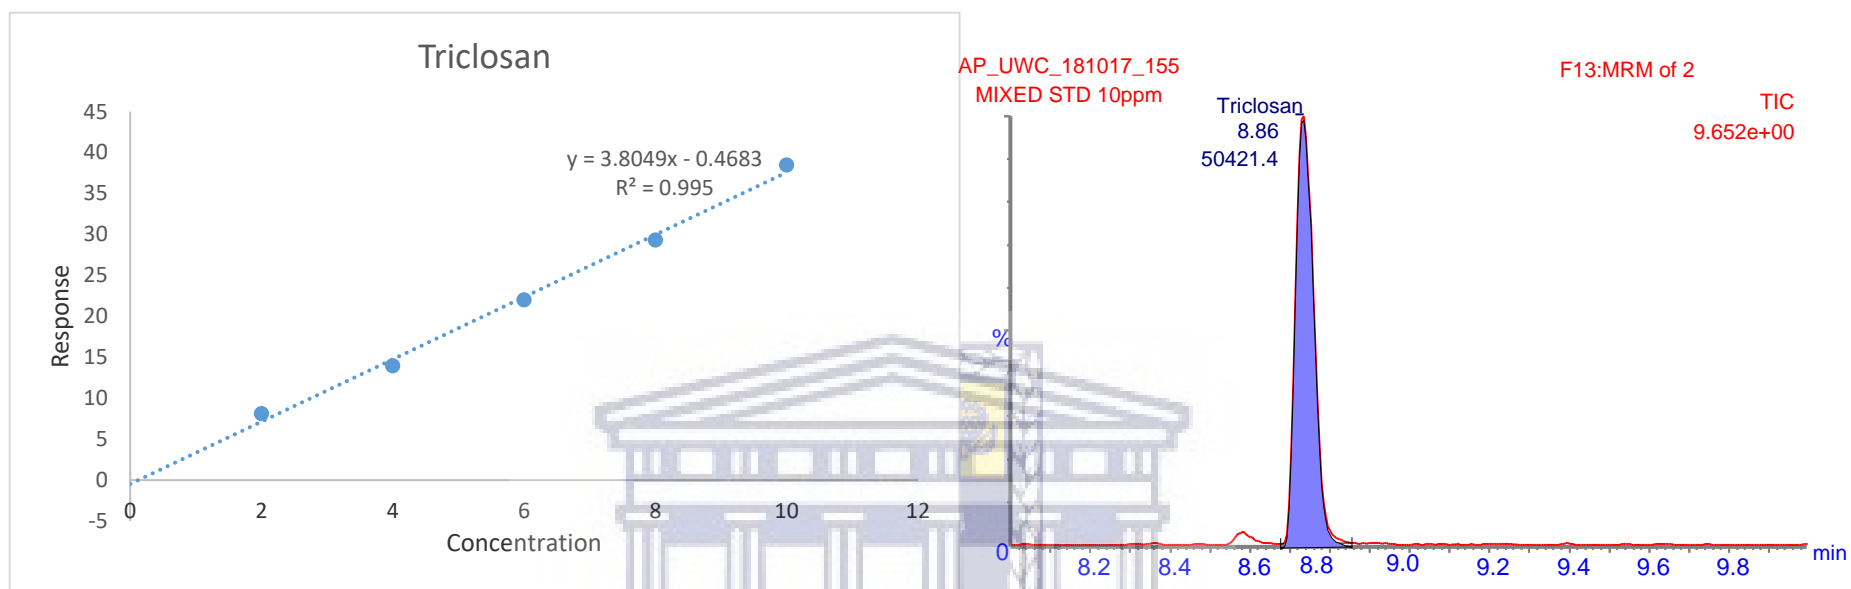 Triclosan
45
40
35
30
25
20
15
10
5
0
-5
Response
y = 3.8049x - 0.4683
R² = 0.995
0 2 4 6 8 10 12
Concentration
AP_UWC_181017_155
MIXED STD 10ppm
F13:MRM of 2
TIC
9.652e+00
Triclosan
8.86
50421.4
%
0
8.2 8.4 8.6 8.8 9.0 9.2 9.4 9.6 9.8
min